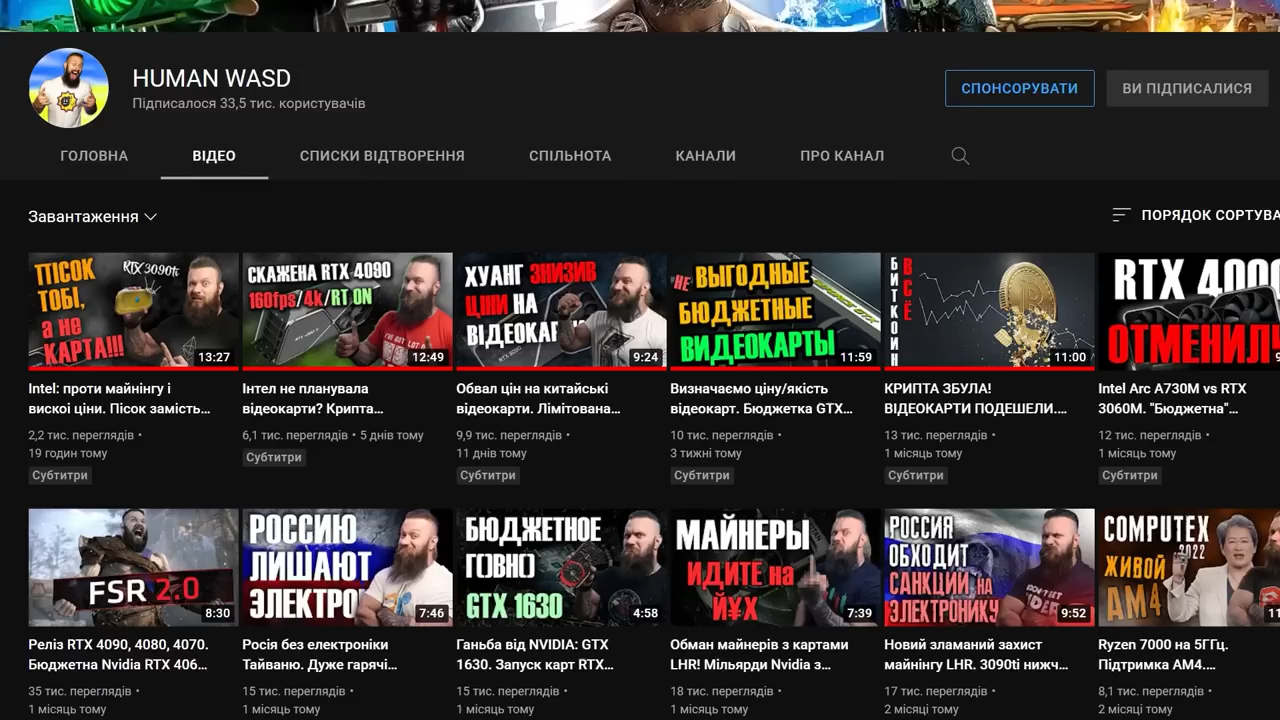 HUMAN WASD
Підписалося 33,5 тис. користувачів
СПОНСОРУВАТИ
ВИ ПІДПИСАЛИСЯ
ГОЛОВНА
ВІДЕО
СПИСКИ ВІДТВОРЕННЯ
СПІЛЬНОТА
КАНАЛИ
ПРО КАНАЛ
Завантаження
ПОРЯДОК СОРТУВА
ПІСОК
ТОБІ,
а не
КАРТА!!!
RTX 3090ti
13:27
СКАЖЕНА RTX 4090
160fps/4k/RT ON
12:49
ХУАНГ ЗНИЗИВ
ЦІНИ НА
ВІДЕОКАР
9:24
НЕ ВЫГОДНЫЕ
БЮДЖЕТНЫЕ
ВИДЕОКАРТЫ
11:59
БИТКОИН
ВСЁ
11:00
RTX 4000
ОТМЕНИЛ
Intel: проти майнінгу і
вискоі ціни. Пісок замість...
2,2 тис. переглядів •
19 годин тому
Субтитри
Інтел не планувала
відеокарти? Крипта...
6,1 тис. переглядів • 5 днів тому
Субтитри
Обвал цін на китайські
відеокарти. Лімітована...
9,9 тис. переглядів •
11 днів тому
Субтитри
Визначаємо ціну/якість
відеокарт. Бюджетка GTX...
10 тис. переглядів •
3 тижні тому
Субтитри
КРИПТА ЗБУЛА!
ВІДЕОКАРТИ ПОДЕШЕЛИ....
13 тис. переглядів •
1 місяць тому
Субтитри
Intel Arc A730M vs RTX
3060M. "Бюджетна"...
12 тис. переглядів •
1 місяць тому
Субтитри
FSR 2.0
8:30
РОССИЮ
ЛИШАЮТ
ЭЛЕКТРО
7:46
БЮДЖЕТНОЕ
ГОВНО
GTX 1630
4:58
МАЙНЕРЫ
ИДИТЕ на
Й¥Х
7:39
РОССИЯ
ОБХОДИТ
САНКЦИИ НА
ЭЛЕКТРОНИКУ
9:52
COMPUTEX
2022
ЖИВОЙ
AM4
Реліз RTX 4090, 4080, 4070.
Бюджетна Nvidia RTX 406...
35 тис. переглядів •
1 місяць тому
Росія без електроніки
Тайваню. Дуже гарячі...
15 тис. переглядів •
1 місяць тому
Ганьба від NVIDIA: GTX
1630. Запуск карт RTX...
15 тис. переглядів •
1 місяць тому
Обман майнерів з картами
LHR! Мільярди Nvidia з...
18 тис. переглядів •
1 місяць тому
Новий зламаний захист
майнінгу LHR. 3090ti нижч...
17 тис. переглядів •
2 місяці тому
Ryzen 7000 на 5ГГц.
Підтримка AM4....
8,1 тис. переглядів •
2 місяці тому